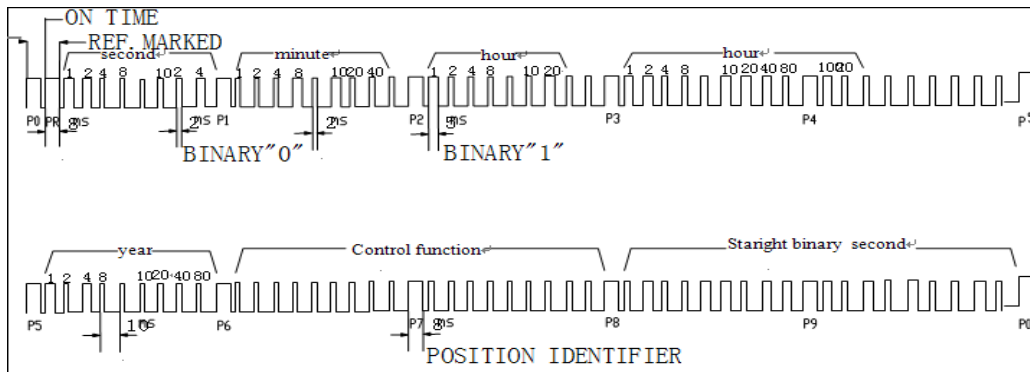 ON TIME
REF.MARKED
second↵ minute↵ hour↵ hour↵
1 2 4 8 10 2 4 1 2 4 8 10 20 40 1 2 4 8 10 20 1 2 4 8 10 20 40 80 100 20
P0 PR 8 ms 2 ms P1 2 ms P2 5 ms P3 P4 P5
BINARY"0" BINARY"1"
year Control function↵ Staright binary second↵
1 2 4 8 10 20 40 80
P5 10 ms P6 P7 8 ms P8 P9 P0
POSITION IDENTIFIER